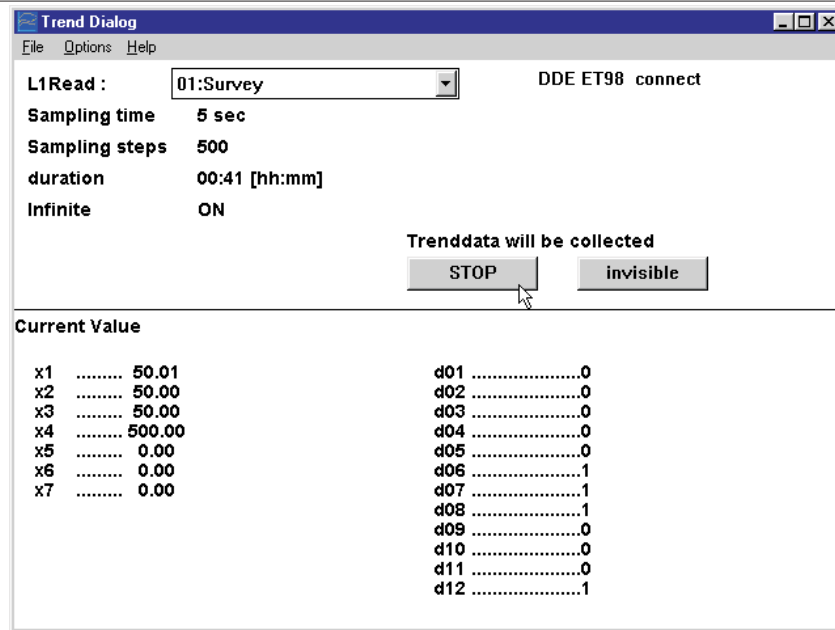 Trend Dialog
File Options Help
L1Read : 01:Survey DDE ET98 connect
Sampling time 5 sec
Sampling steps 500
duration 00:41 [hh:mm]
Infinite ON
Trenddata will be collected
STOP invisible
Current Value
x1 ......... 50.01 d01 .....................0
x2 ......... 50.00 d02 .....................0
x3 ......... 50.00 d03 .....................0
x4 ......... 500.00 d04 .....................0
x5 ......... 0.00 d05 .....................0
x6 ......... 0.00 d06 .....................1
x7 ......... 0.00 d07 .....................1
d08 .....................1
d09 .....................0
d10 .....................0
d11 .....................0
d12 .....................1